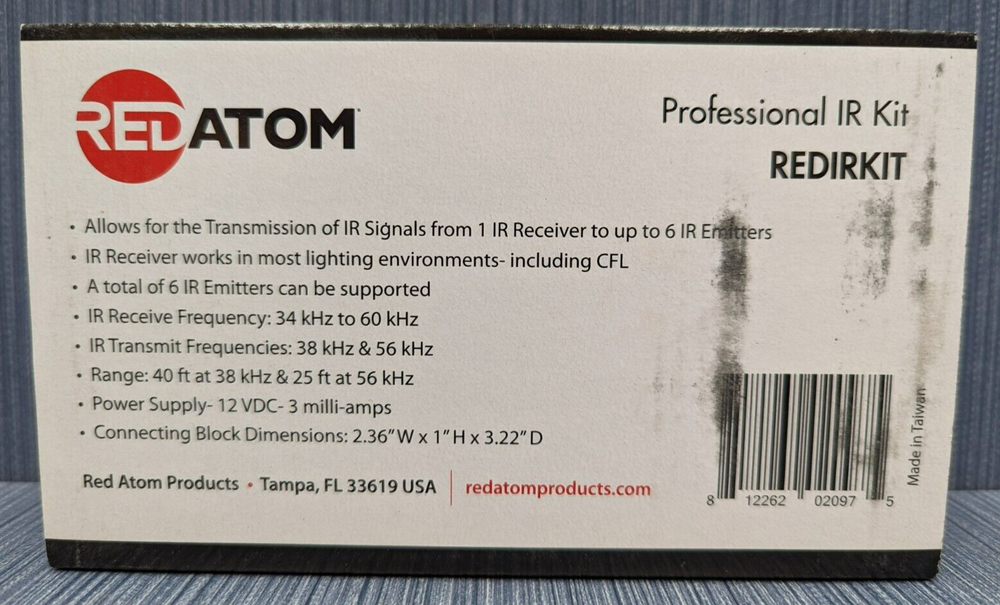 REDATOM
Professional IR Kit
REDIRKIT
• Allows for the Transmission of IR Signals from 1 IR Receiver to up to 6 IR Emitters
• IR Receiver works in most lighting environments- including CFL
• A total of 6 IR Emitters can be supported
• IR Receive Frequency: 34 kHz to 60 kHz
• IR Transmit Frequencies: 38 kHz & 56 kHz
• Range: 40 ft at 38 kHz & 25 ft at 56 kHz
• Power Supply- 12 VDC- 3 milli-amps
• Connecting Block Dimensions: 2.36" W x 1" H x 3.22" D
Red Atom Products • Tampa, FL 33619 USA | redatomproducts.com
8 12262 02097 5
Made in Taiwan